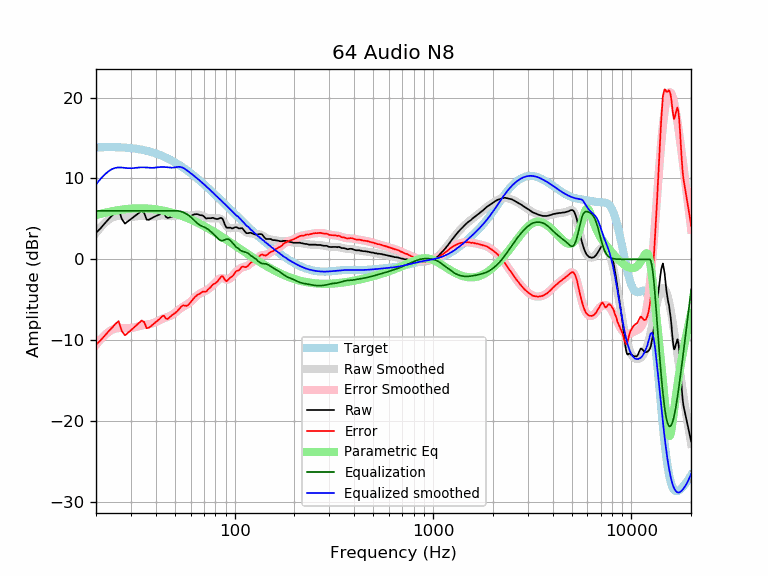 64 Audio N8
Amplitude (dBr)
20
10
0
−10
−20
−30
Target
Raw Smoothed
Error Smoothed
Raw
Error
Parametric Eq
Equalization
Equalized smoothed
100
1000
10000
Frequency (Hz)